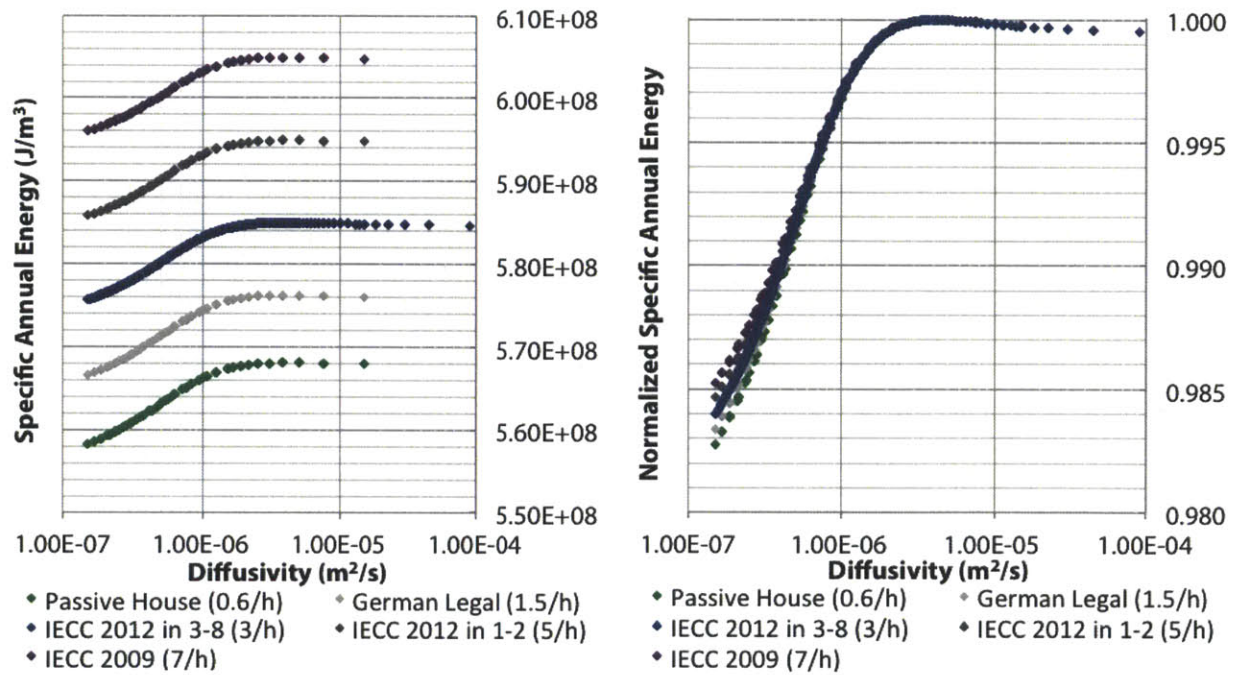 Specific Annual Energy (J/m³)
6.10E+08
6.00E+08
5.90E+08
5.80E+08
5.70E+08
5.60E+08
5.50E+08
1.00E-07 1.00E-06 1.00E-05 1.00E-04
Diffusivity (m²/s)
Passive House (0.6/h) German Legal (1.5/h)
IECC 2012 in 3-8 (3/h) IECC 2012 in 1-2 (5/h)
IECC 2009 (7/h)
Normalized Specific Annual Energy
1.000
0.995
0.990
0.985
0.980
1.00E-07 1.00E-06 1.00E-05 1.00E-04
Diffusivity (m²/s)
Passive House (0.6/h) German Legal (1.5/h)
IECC 2012 in 3-8 (3/h) IECC 2012 in 1-2 (5/h)
IECC 2009 (7/h)